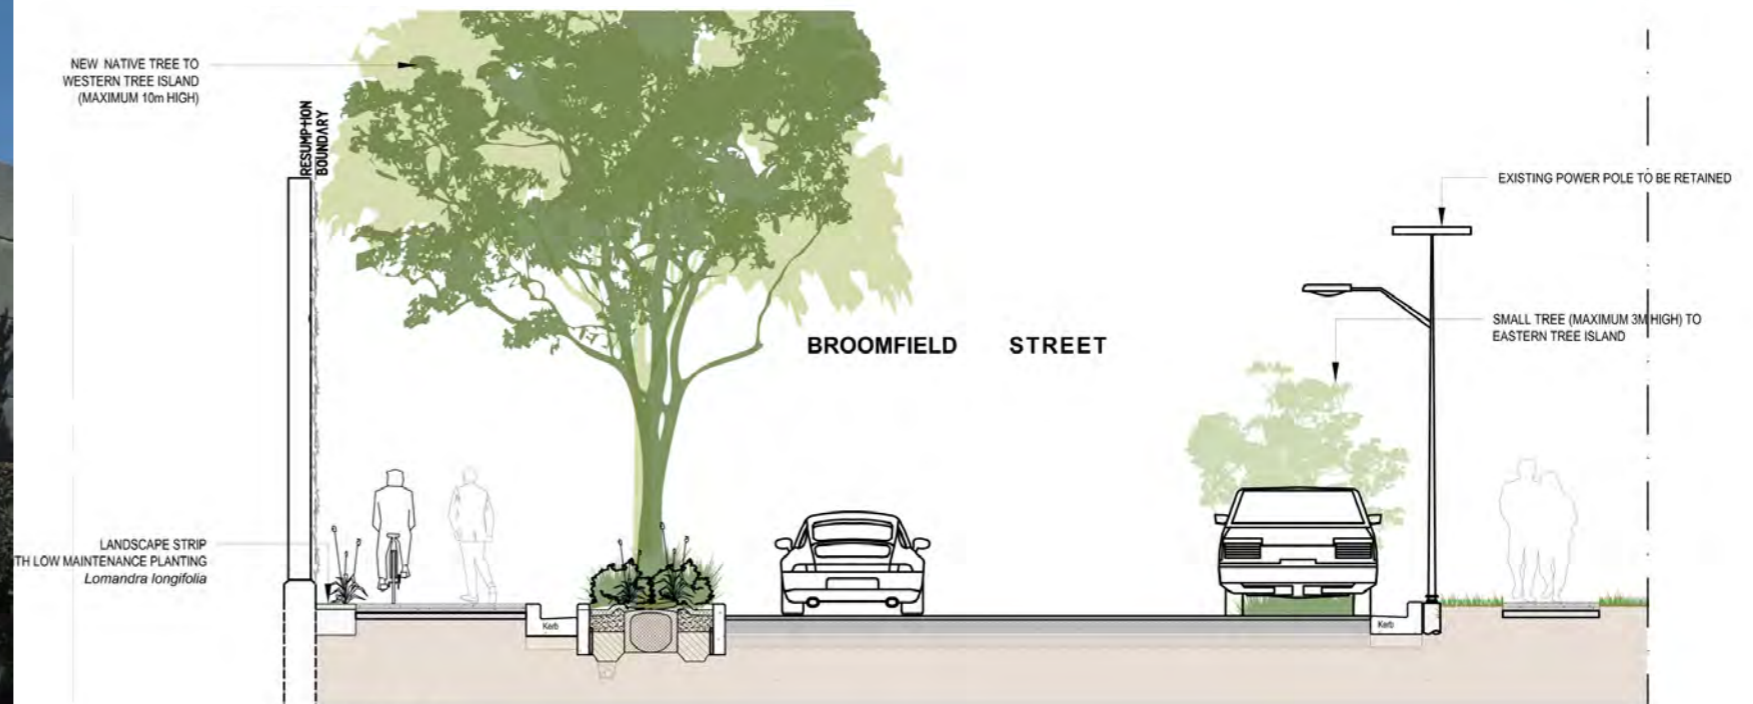 NEW NATIVE TREE TO
WESTERN TREE ISLAND
(MAXIMUM 10m HIGH)
RESUMPTION
BOUNDARY
EXISTING POWER POLE TO BE RETAINED
SMALL TREE (MAXIMUM 3M HIGH) TO
EASTERN TREE ISLAND
BROOMFIELD STREET
LANDSCAPE STRIP
TH LOW MAINTENANCE PLANTING
Lomandra longifolia
Kerb
Kerb